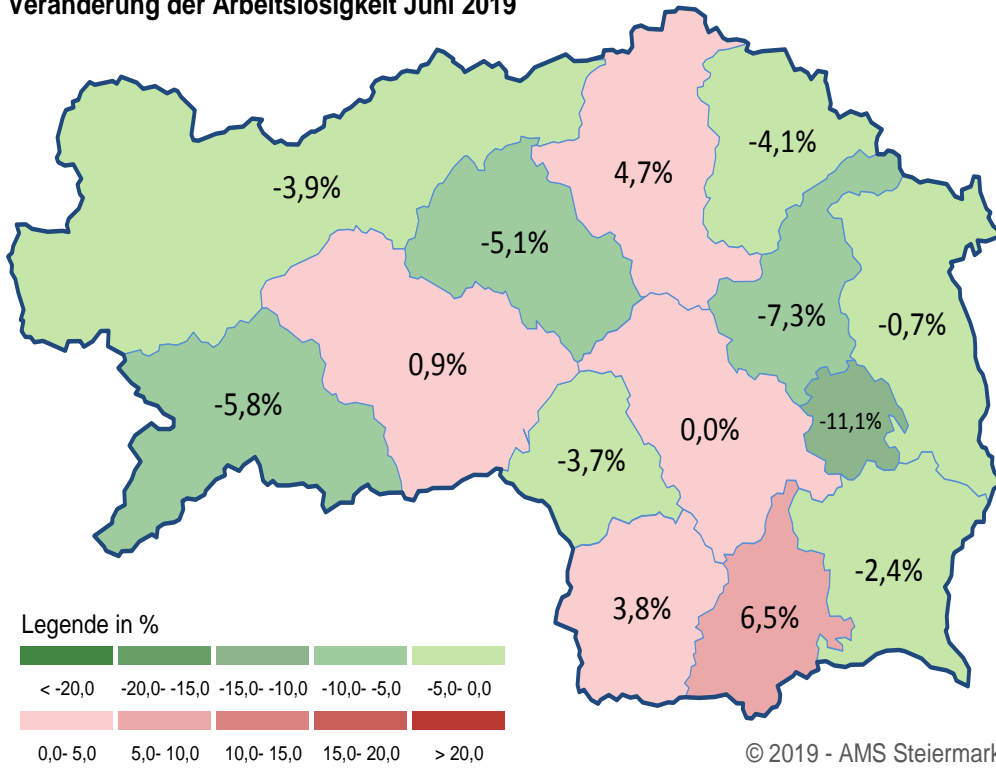 Veränderung der Arbeitslosigkeit Juni 2019
4,7%
-4,1%
-3,9%
-5,1%
-7,3%
-0,7%
0,9%
-5,8%
0,0%
-11,1%
-3,7%
-2,4%
3,8%
6,5%
Legende in %
< -20,0 -20,0- -15,0 -15,0- -10,0 -10,0- -5,0 -5,0- 0,0
0,0- 5,0 5,0- 10,0 10,0- 15,0 15,0- 20,0 > 20,0
© 2019 - AMS Steiermark